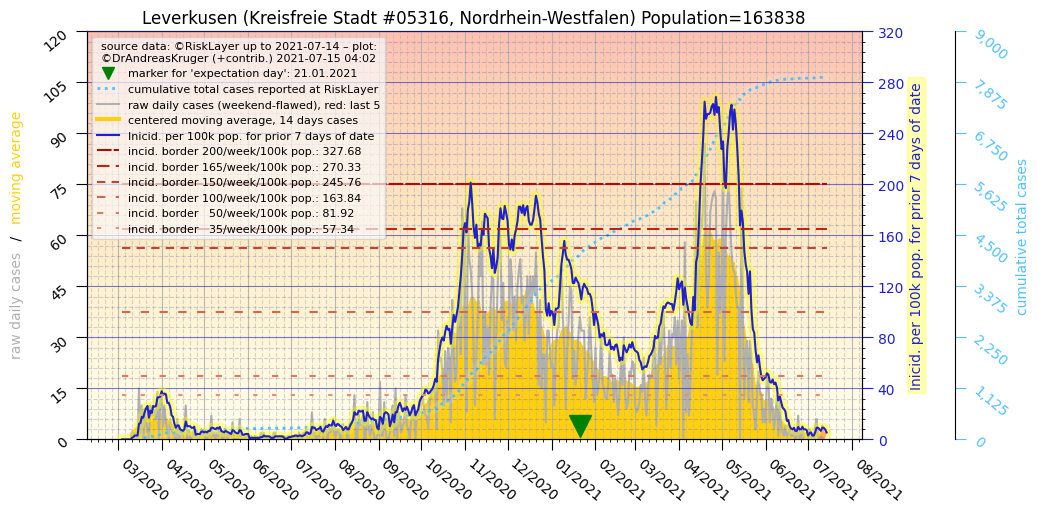 Leverkusen (Kreisfreie Stadt #05316, Nordrhein-Westfalen) Population=163838
source data: ©RiskLayer up to 2021-07-14 – plot:
©DrAndreasKruger (+contrib.) 2021-07-15 04:02
marker for 'expectation day': 21.01.2021
cumulative total cases reported at RiskLayer
raw daily cases (weekend-flawed), red: last 5
centered moving average, 14 days cases
Inicid. per 100k pop. for prior 7 days of date
incid. border 200/week/100k pop.: 327.68
incid. border 165/week/100k pop.: 270.33
incid. border 150/week/100k pop.: 245.76
incid. border 100/week/100k pop.: 163.84
incid. border   50/week/100k pop.: 81.92
incid. border   35/week/100k pop.: 57.34
raw daily cases   /   moving average
120
105
90
75
60
45
30
15
0
320
280
240
200
160
120
80
40
0
Inicid. per 100k pop. for prior 7 days of date
9,000
7,875
6,750
5,625
4,500
3,375
2,250
1,125
0
cumulative total cases
03/2020
04/2020
05/2020
06/2020
07/2020
08/2020
09/2020
10/2020
11/2020
12/2020
01/2021
02/2021
03/2021
04/2021
05/2021
06/2021
07/2021
08/2021